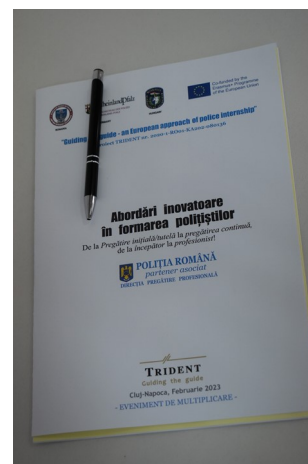 RheinlandPfalz
Co-funded by the
Erasmus+ Programme
of the European Union
"Guiding guide - an European approach of police internship"
Abordări inovatoare
în formarea polițiștilor
De la Pregătire inițială/tutelă la pregătirea continuă,
de la începător la profesionist!
POLIȚIA ROMÂNĂ
partener asociat
DIRECȚIA PREGĂTIRE PROFESIONALĂ
TRIDENT
Guiding the guide
Cluj-Napoca, Februarie 2023
- EVENIMENT DE MULTIPLICARE -